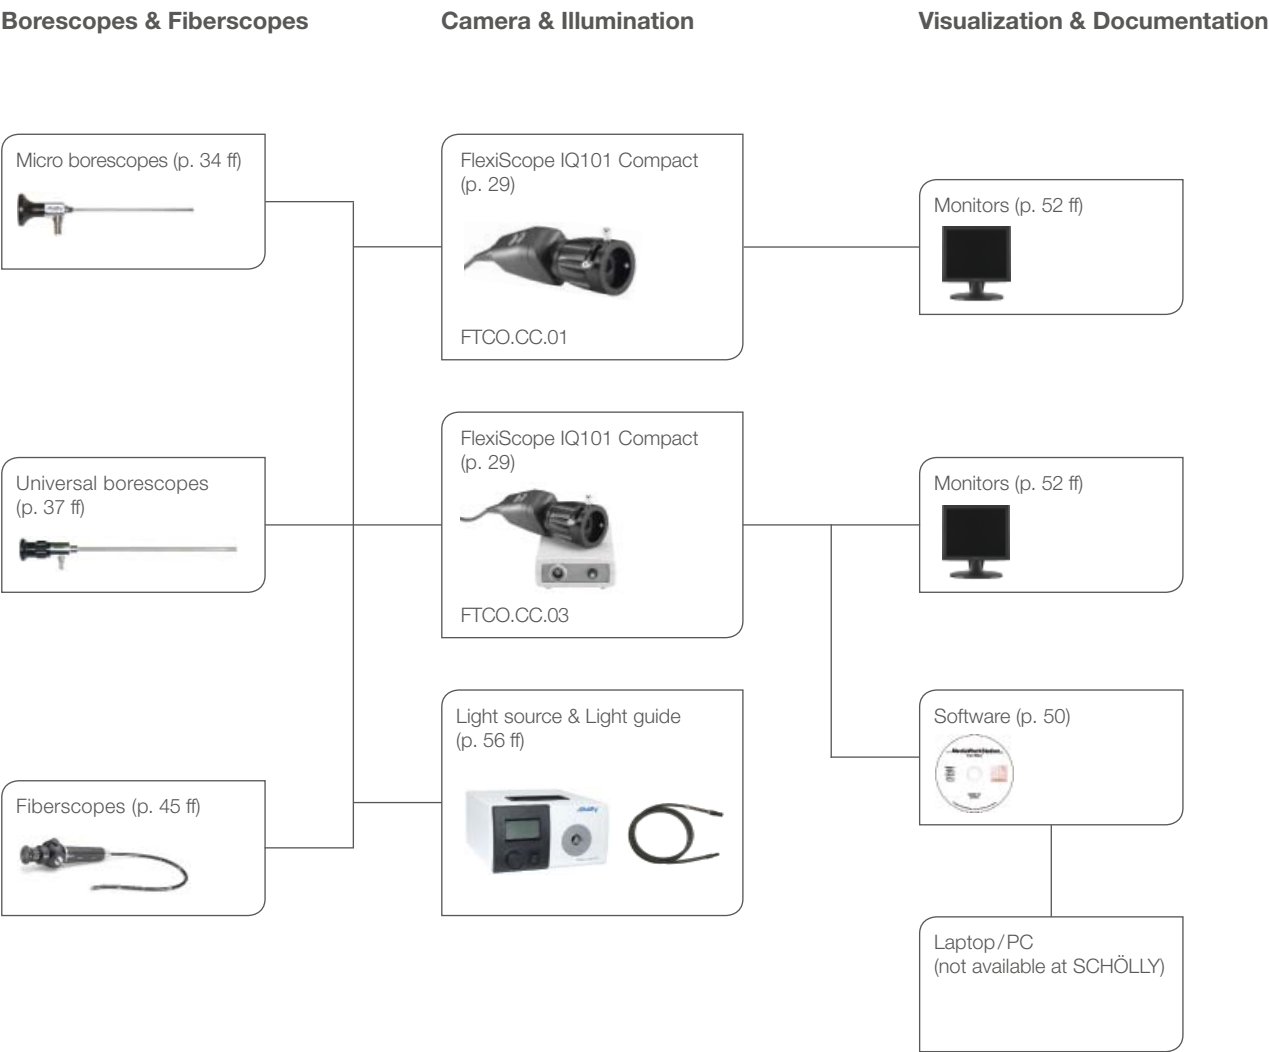 Borescopes & Fiberscopes
Camera & Illumination
Visualization & Documentation
Micro borescopes (p. 34 ff)
FlexiScope IQ101 Compact
(p. 29)
FTCO.CC.01
Monitors (p. 52 ff)
Universal borescopes
(p. 37 ff)
FlexiScope IQ101 Compact
(p. 29)
FTCO.CC.03
Monitors (p. 52 ff)
Fiberscopes (p. 45 ff)
Light source & Light guide
(p. 56 ff)
Software (p. 50)
Laptop/PC
(not available at SCHÖLLY)